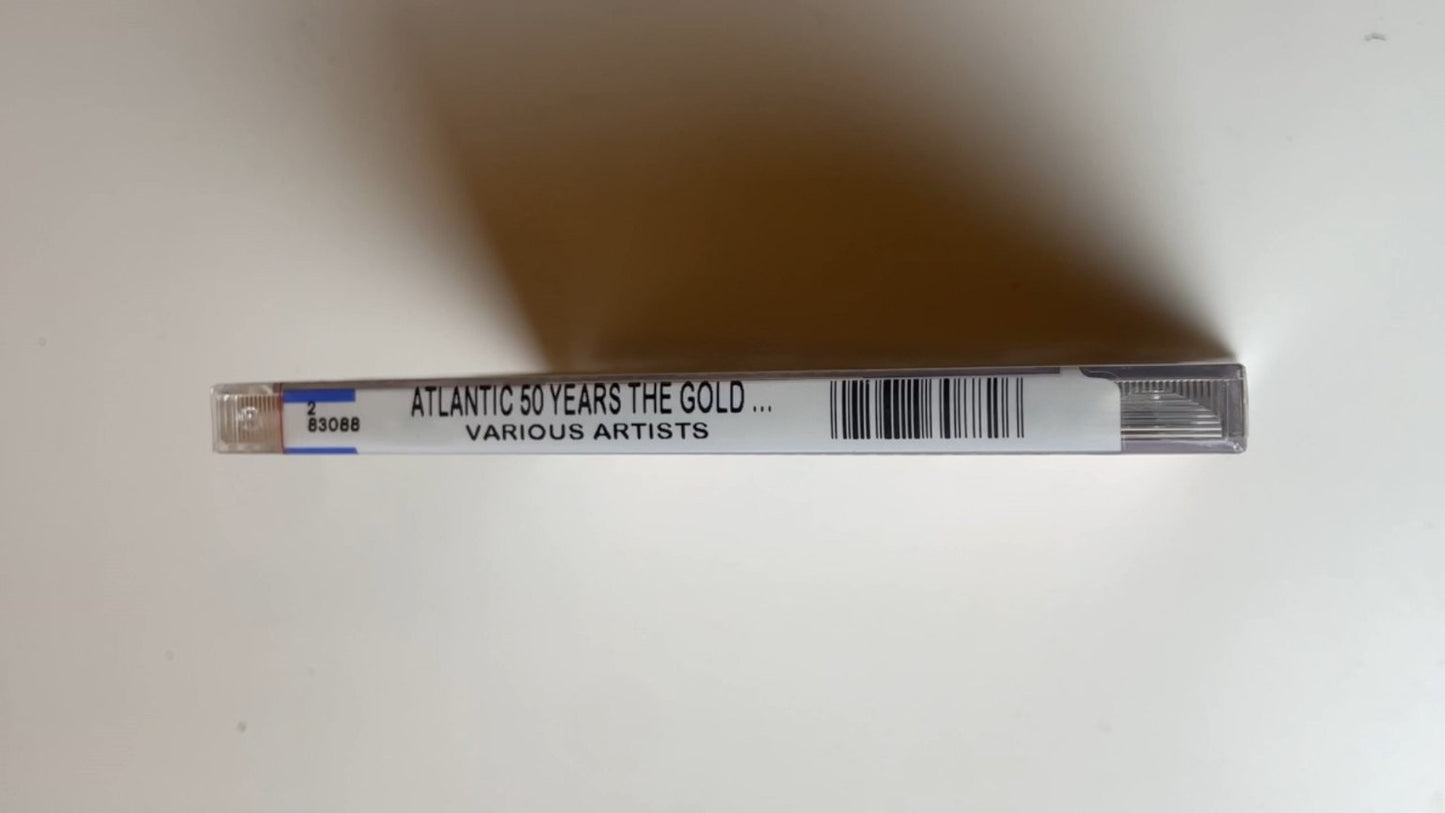 2
83088
ATLANTIC 50 YEARS THE GOLD ...
VARIOUS ARTISTS